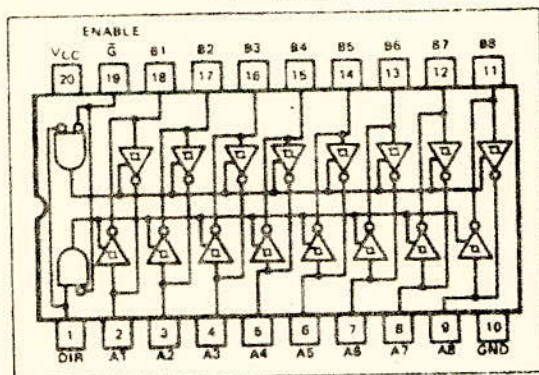 ENABLE
VCC G̅ B1 B2 B3 B4 B5 B6 B7 B8
20 19 18 17 16 15 14 13 12 11
1 2 3 4 5 6 7 8 9 10
DIR A1 A2 A3 A4 A5 A6 A7 A8 GND